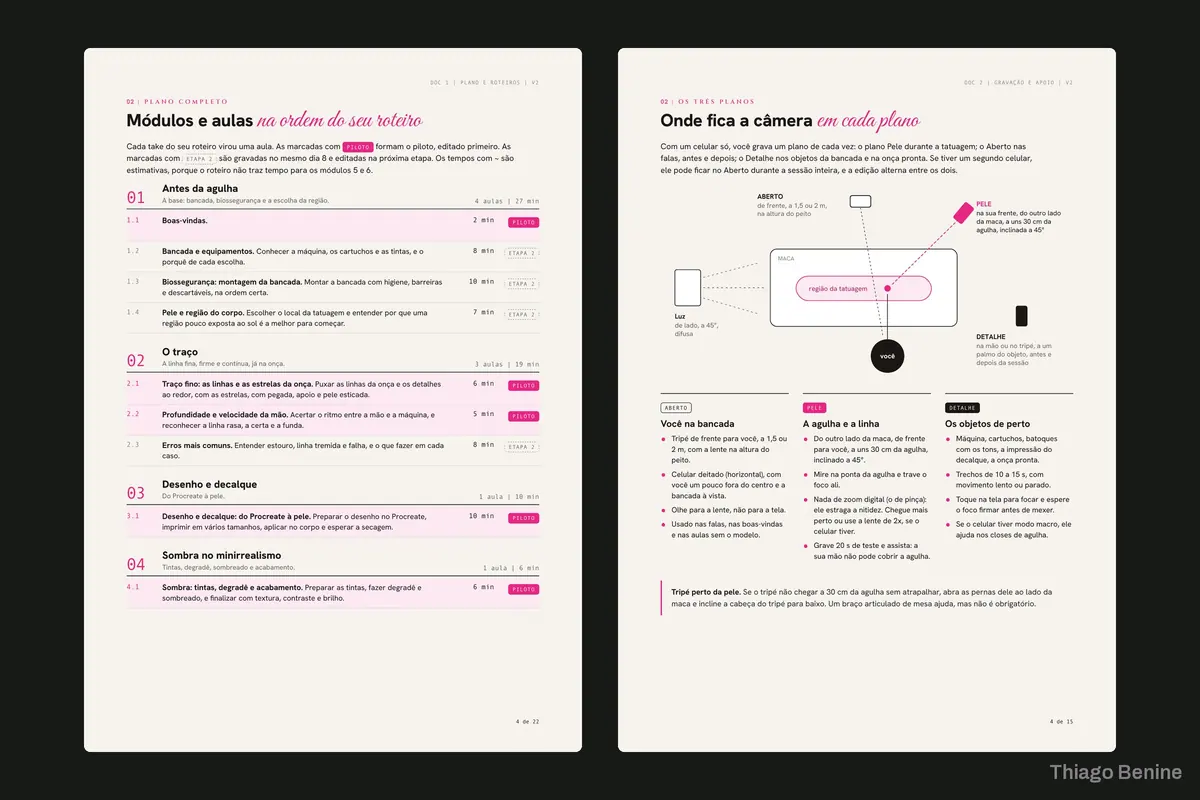 DOC 1 | PLANO E ROTEIROS | V2
02 | PLANO COMPLETO
Módulos e aulas na ordem do seu roteiro
Cada take do seu roteiro virou uma aula. As marcadas com PILOTO formam o piloto, editado primeiro. As
marcadas com ETAPA 2 são gravadas no mesmo dia 8 e editadas na próxima etapa. Os tempos com ~ são
estimativas, porque o roteiro não traz tempo para os módulos 5 e 6.
01 Antes da agulha
A base: bancada, biossegurança e a escolha da região. 4 aulas | 27 min
1.1 Boas-vindas. 2 min PILOTO
1.2 Bancada e equipamentos. Conhecer a máquina, os cartuchos e as tintas, e o 8 min ETAPA 2
porquê de cada escolha.
1.3 Biossegurança: montagem da bancada. Montar a bancada com higiene, barreiras 10 min ETAPA 2
e descartáveis, na ordem certa.
1.4 Pele e região do corpo. Escolher o local da tatuagem e entender por que uma 7 min ETAPA 2
região pouco exposta ao sol é a melhor para começar.
02 O traço
A linha fina, firme e contínua, já na onça. 3 aulas | 19 min
2.1 Traço fino: as linhas e as estrelas da onça. Puxar as linhas da onça e os detalhes 6 min PILOTO
ao redor, com as estrelas, com pegada, apoio e pele esticada.
2.2 Profundidade e velocidade da mão. Acertar o ritmo entre a mão e a máquina, e 5 min PILOTO
reconhecer a linha rasa, a certa e a funda.
2.3 Erros mais comuns. Entender estouro, linha tremida e falha, e o que fazer em cada 8 min ETAPA 2
caso.
03 Desenho e decalque
Do Procreate à pele. 1 aula | 10 min
3.1 Desenho e decalque: do Procreate à pele. Preparar o desenho no Procreate, 10 min PILOTO
imprimir em vários tamanhos, aplicar no corpo e esperar a secagem.
04 Sombra no minirrealismo
Tintas, degradê, sombreado e acabamento. 1 aula | 6 min
4.1 Sombra: tintas, degradê e acabamento. Preparar as tintas, fazer degradê e 6 min PILOTO
sombreado, e finalizar com textura, contraste e brilho.
4 de 22
DOC 2 | GRAVAÇÃO E APOIO | V2
02 | OS TRÊS PLANOS
Onde fica a câmera em cada plano
Com um celular só, você grava um plano de cada vez: o plano Pele durante a tatuagem; o Aberto nas
falas, antes e depois; o Detalhe nos objetos da bancada e na onça pronta. Se tiver um segundo celular,
ele pode ficar no Aberto durante a sessão inteira, e a edição alterna entre os dois.
ABERTO
de frente, a 1,5 ou 2 m,
na altura do peito
PELE
na sua frente, do outro lado
da maca, a uns 30 cm da
agulha, inclinada a 45°
MACA
região da tatuagem
Luz
de lado, a 45°,
difusa
você
DETALHE
na mão ou no tripé, a um
palmo do objeto, antes e
depois da sessão
ABERTO
Você na bancada
• Tripé de frente para você, a 1,5 ou
2 m, com a lente na altura do
peito.
• Celular deitado (horizontal), com
você um pouco fora do centro e a
bancada à vista.
• Olhe para a lente, não para a tela.
• Usado nas falas, nas boas-vindas
e nas aulas sem o modelo.
PELE
A agulha e a linha
• Do outro lado da maca, de frente
para você, a uns 30 cm da agulha,
inclinado a 45°.
• Mire na ponta da agulha e trave o
foco ali.
• Nada de zoom digital (o de pinça):
ele estraga a nitidez. Chegue mais
perto ou use a lente de 2x, se o
celular tiver.
• Grave 20 s de teste e assista: a
sua mão não pode cobrir a agulha.
DETALHE
Os objetos de perto
• Máquina, cartuchos, batoques
com os tons, a impressão do
decalque, a onça pronta.
• Trechos de 10 a 15 s, com
movimento lento ou parado.
• Toque na tela para focar e espere
o foco firmar antes de mexer.
• Se o celular tiver modo macro, ele
ajuda nos closes de agulha.
Tripé perto da pele. Se o tripé não chegar a 30 cm da agulha sem atrapalhar, abra as pernas dele ao lado da
maca e incline a cabeça do tripé para baixo. Um braço articulado de mesa ajuda, mas não é obrigatório.
4 de 15
Thiago Benine